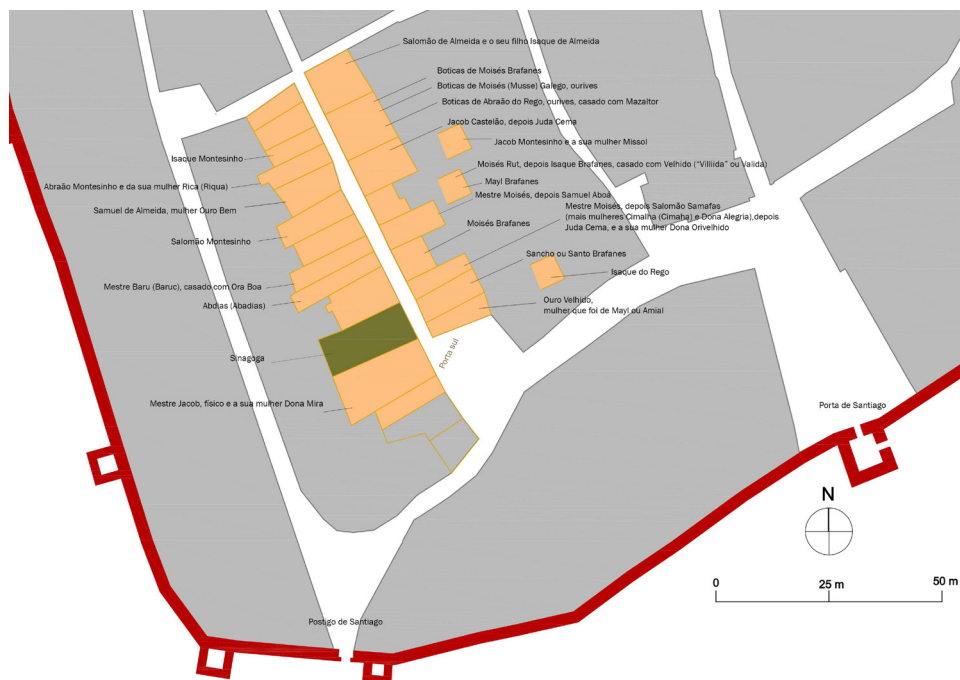 Salomão de Almeida e o seu filho Isaque de Almeida
Boticas de Moisés Brafanes
Boticas de Moisés (Musse) Galego, ourives
Boticas de Abraão do Rego, ourives, casado com Mazaltor
Jacob Castelão, depois Juda Cema
Jacob Montesinho e a sua mulher Missol
Isaque Montesinho
Moisés Rut, depois Isaque Brafanes, casado com Velhido (“Villiida” ou Valida)
Mayl Brafanes
Abraão Montesinho e da sua mulher Rica (Riqua)
Mestre Moisés, depois Samuel Aboa
Samuel de Almeida, mulher Ouro Bem
Mestre Moisés, depois Salomão Samafas
(mais mulheres Cimalha (Cimaha) e Dona Alegria),depois
Juda Cema, e a sua mulher Dona Orivelhido
Moisés Brafanes
Salomão Montesinho
Sancho ou Santo Brafanes
Isaque do Rego
Mestre Baru (Baruc), casado com Ora Boa
Abdias (Abadias)
Ouro Velhido,
mulher que foi de Mayl ou Amial
Porta sul
Sinagoga
Mestre Jacob, físico e a sua mulher Dona Mira
Porta de Santiago
N
0 25 m 50 m
Postigo de Santiago